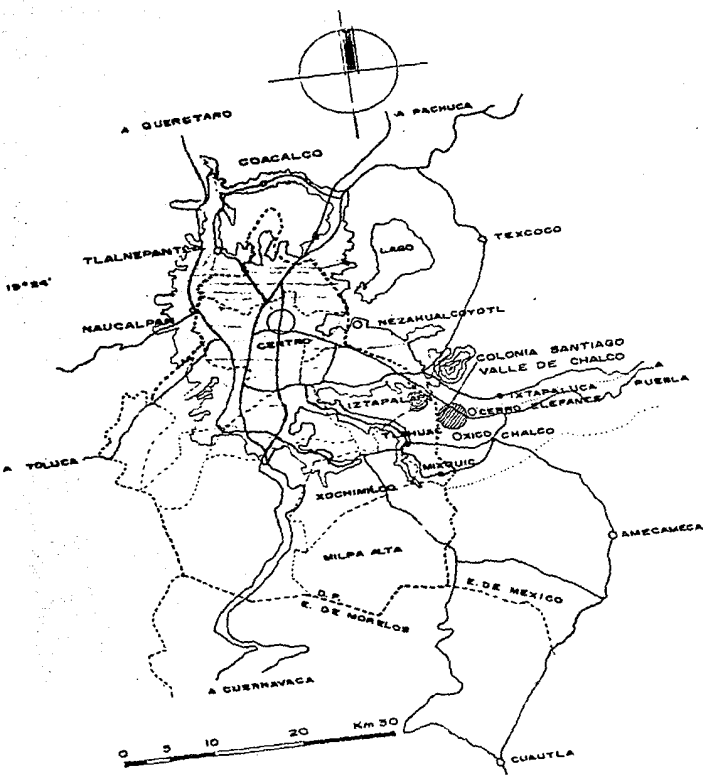 A QUERETARO
A PACHUCA
COACALCO
TLALNEPANTLA
LAGO
TEXCOCO
19°24'
NAUCALPAN
NEZAHUALCOYOTL
CENTRO
COLONIA SANTIAGO
VALLE DE CHALCO
A
PUEBLA
IXTAPALUCA
IZTAPALAPA
CERRO ELEFANTE
XICO
CHALCO
A TOLUCA
MIXQUIC
XOCHIMILCO
AMECAMECA
MILPA ALTA
D.F.
E. DE MEXICO
E. DE MORELOS
A CUERNAVACA
0 5 10 20 Km 30
CUAUTLA